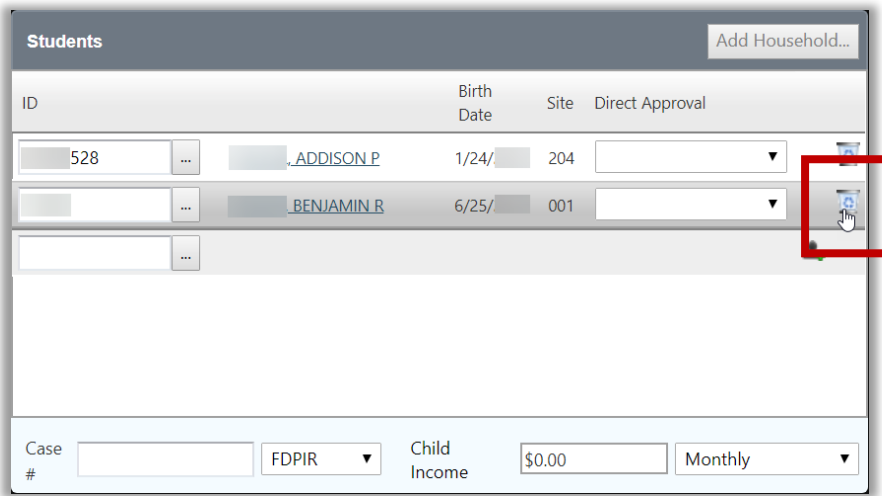 Students
Add Household...
ID Birth Date Site Direct Approval
528 ... , ADDISON P 1/24/ 204
... , BENJAMIN R 6/25/ 001
...
Case # FDPIR Child Income $0.00 Monthly